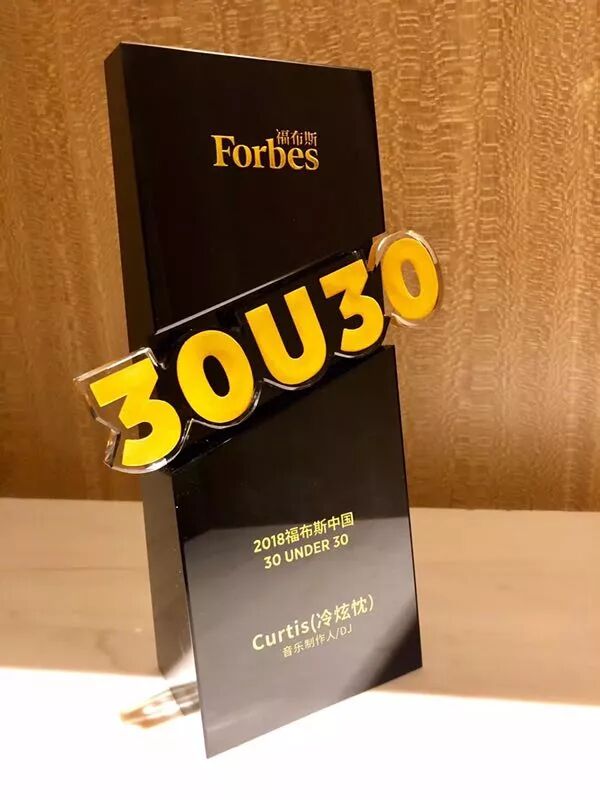 福布斯
Forbes
30U30
2018福布斯中国
30 UNDER 30
Curtis(冷炫忱)
音乐制作人/DJ